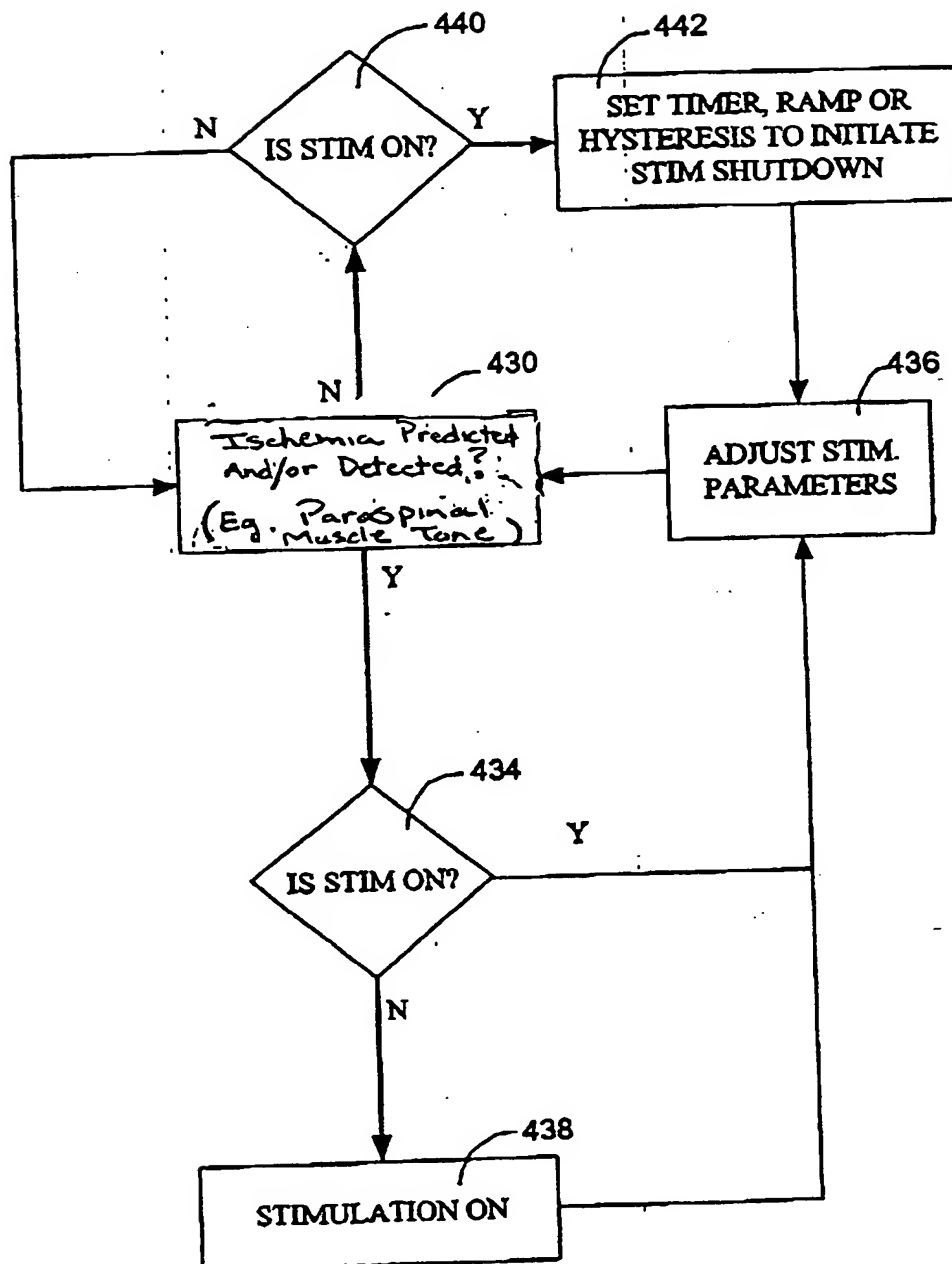 440
442
N
IS STIM ON?
Y
SET TIMER, RAMP OR
HYSTERESIS TO INITIATE
STIM SHUTDOWN
N
430
436
Ischemia Predicted
And/or Detected?
(Eg. Paraspinal
Muscle Tone)
ADJUST STIM.
PARAMETERS
Y
434
IS STIM ON?
Y
N
438
STIMULATION ON